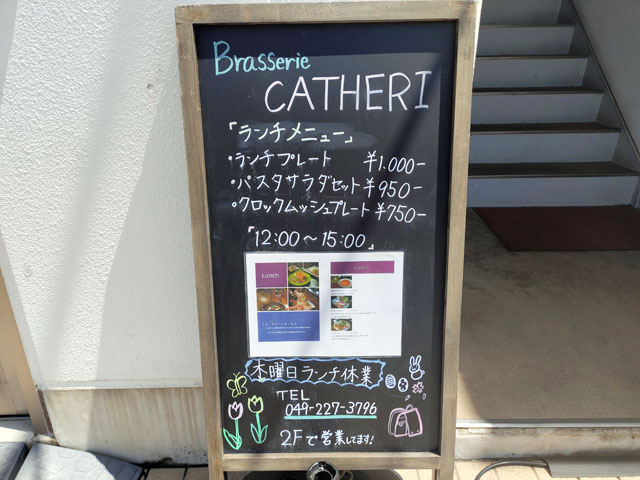 Brasserie
CATHERI
「ランチメニュー」
・ランチプレート ¥1,000-
・パスタサラダセット ¥950-
・クロックムッシュプレート ¥750-
「12:00～15:00」
Lunch
木曜日ランチ休業
TEL
049-227-3796
2Fで営業してます!